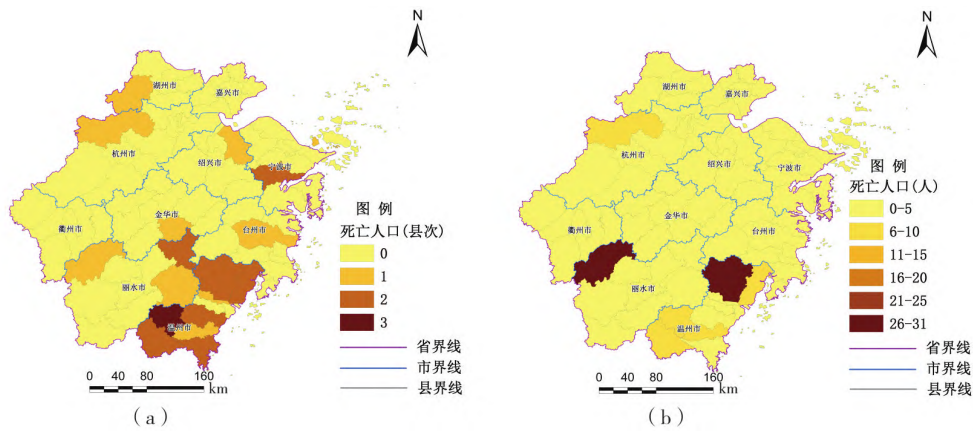 N
湖州市
嘉兴市
杭州市
绍兴市
宁波市
金华市
衢州市
台州市
丽水市
温州市
图 例
死亡人口(县次)
0
1
2
3
省界线
市界线
县界线
0 20 40 80 160
km
(a)
N
湖州市
嘉兴市
杭州市
绍兴市
宁波市
金华市
衢州市
台州市
丽水市
温州市
图 例
死亡人口(人)
0-5
6-10
11-15
16-20
21-25
26-31
省界线
市界线
县界线
0 20 40 80 160
km
(b)